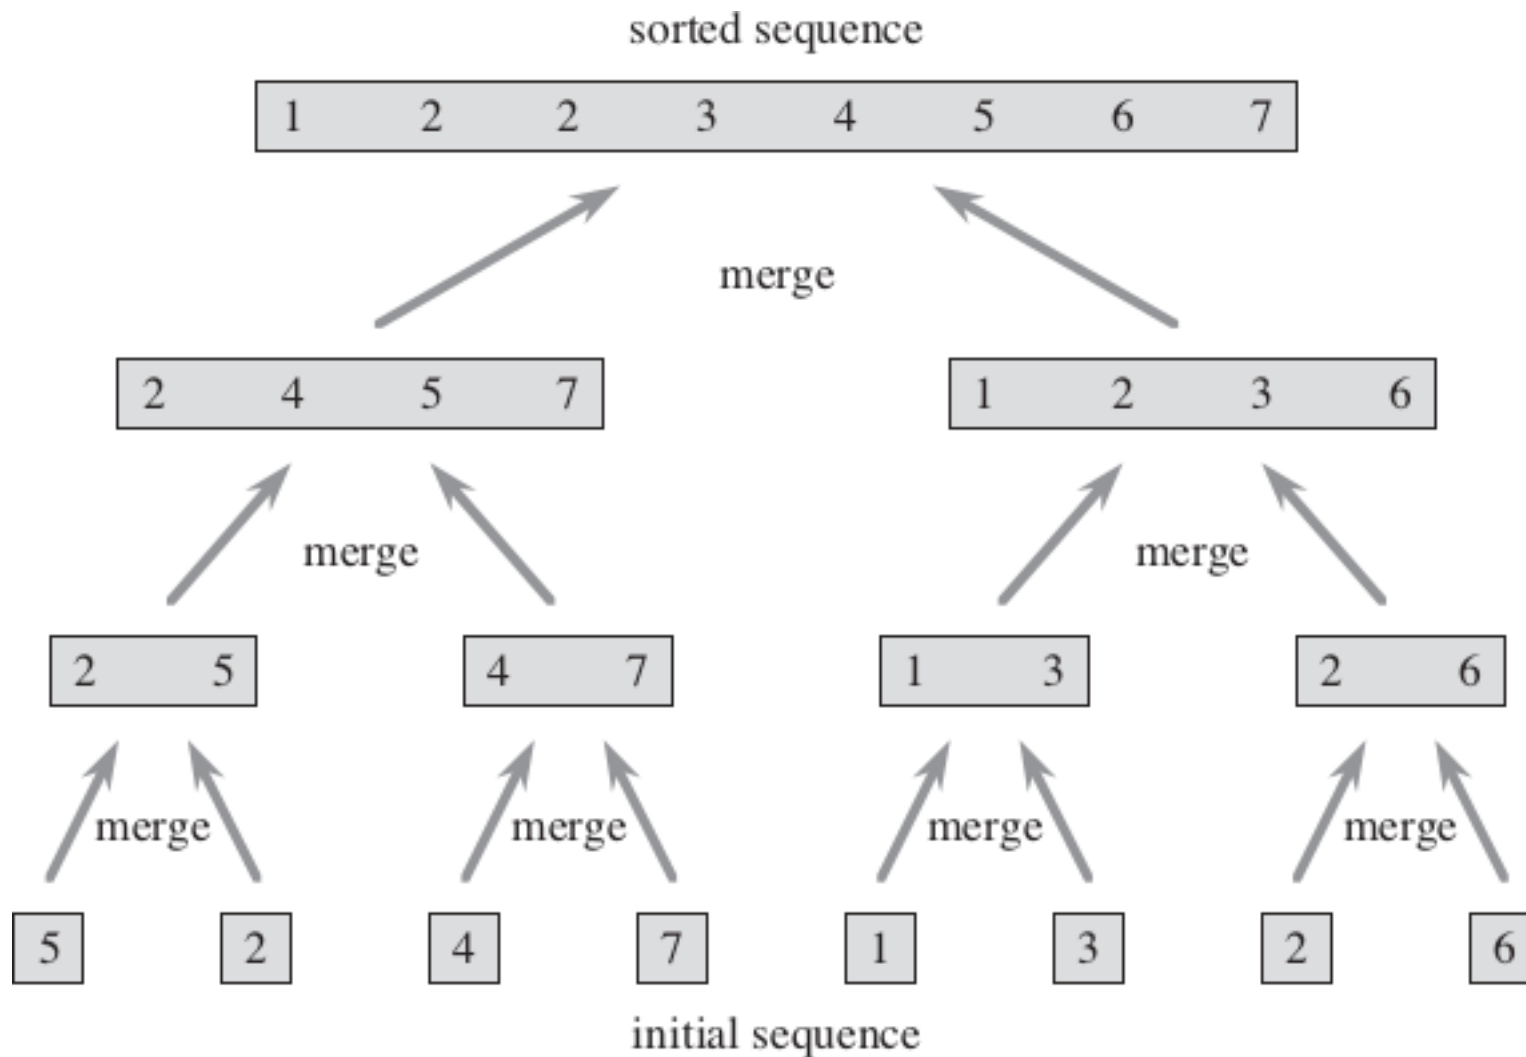 sorted sequence
1 2 2 3 4 5 6 7
merge
2 4 5 7 1 2 3 6
merge merge
2 5 4 7 1 3 2 6
merge merge merge merge
5 2 4 7 1 3 2 6
initial sequence